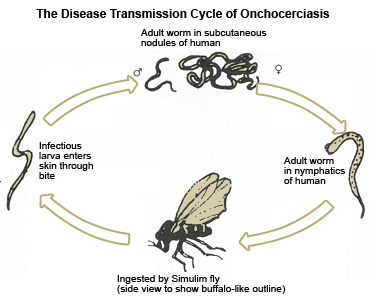 The Disease Transmission Cycle of Onchocerciasis
Adult worm in subcutaneous
nodules of human
♂
♀
Infectious
larva enters
skin through
bite
Adult worm
in nymphatics
of human
Ingested by Simulim fly
(side view to show buffalo-like outline)